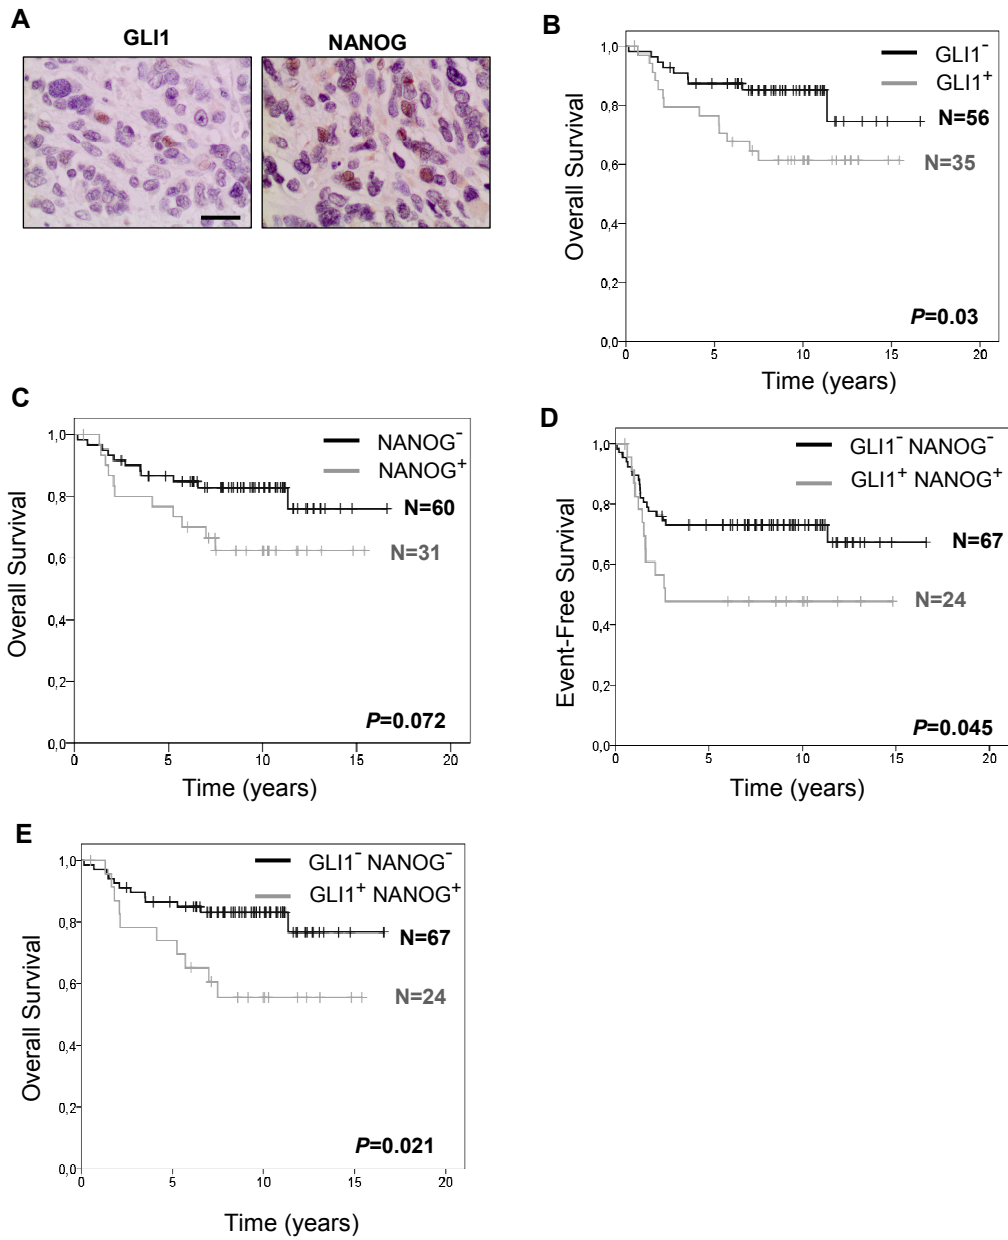 A
GLI1
NANOG
B
1,0
0,8
0,6
0,4
0,2
0,0
Overall Survival
GLI1⁻
GLI1⁺
N=56
N=35
P=0.03
0 5 10 15 20
Time (years)
C
1,0
0,8
0,6
0,4
0,2
0,0
Overall Survival
NANOG⁻
NANOG⁺
N=60
N=31
P=0.072
0 5 10 15 20
Time (years)
D
1,0
0,8
0,6
0,4
0,2
0,0
Event-Free Survival
GLI1⁻ NANOG⁻
GLI1⁺ NANOG⁺
N=67
N=24
P=0.045
0 5 10 15 20
Time (years)
E
1,0
0,8
0,6
0,4
0,2
0,0
Overall Survival
GLI1⁻ NANOG⁻
GLI1⁺ NANOG⁺
N=67
N=24
P=0.021
0 5 10 15 20
Time (years)